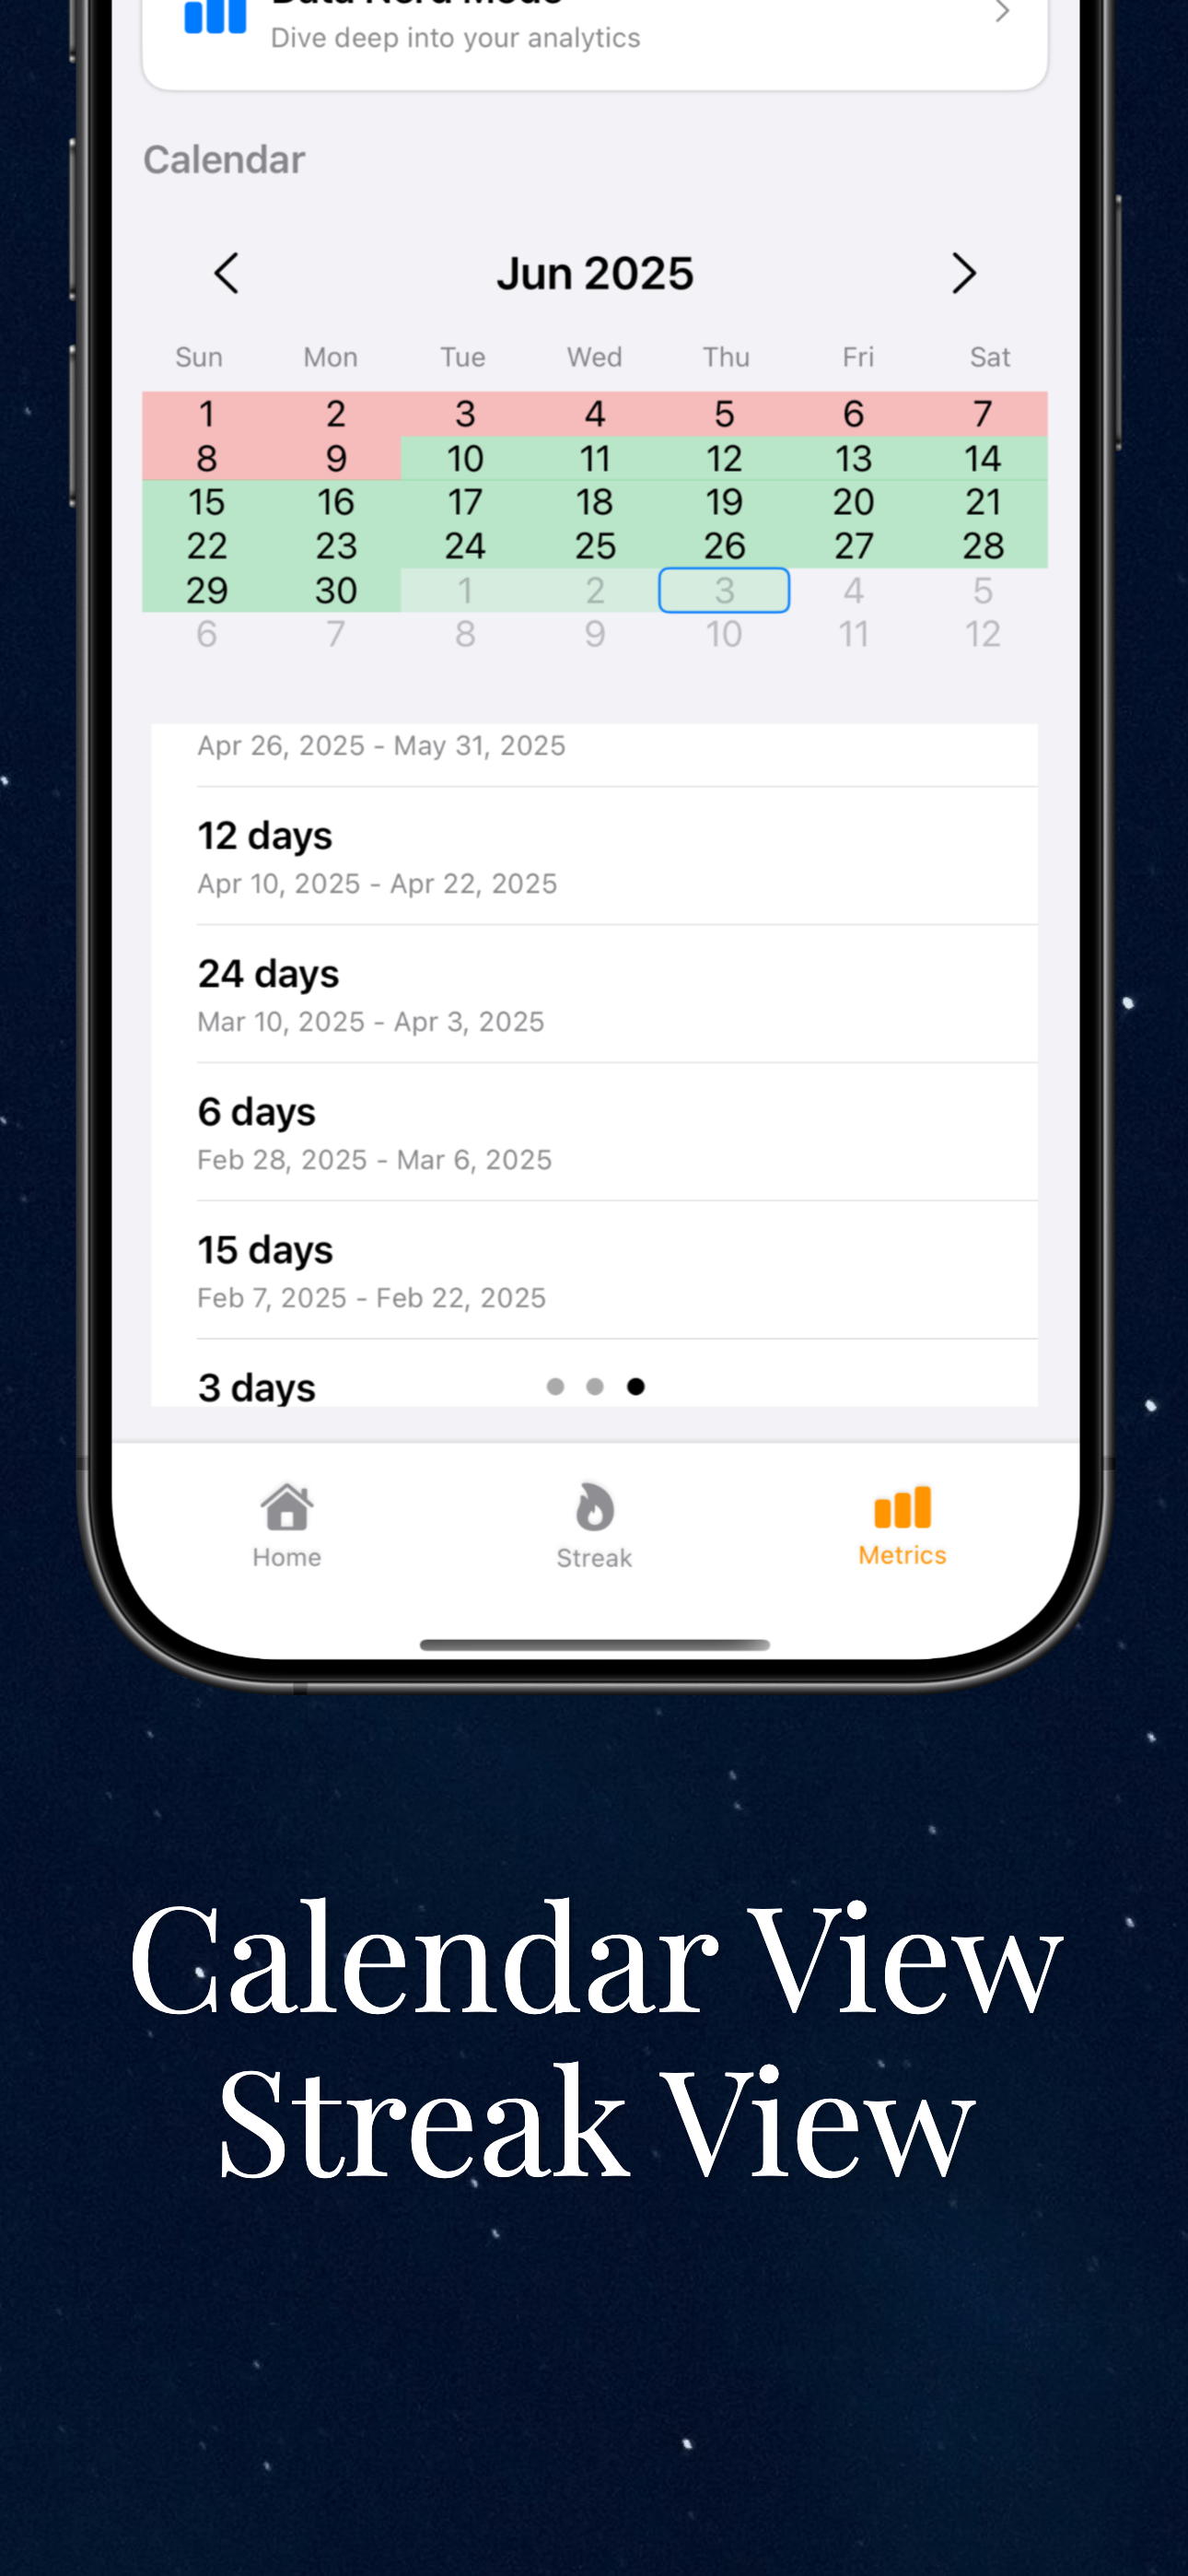 Data Nerd Mode
Dive deep into your analytics
Calendar
Jun 2025
Sun Mon Tue Wed Thu Fri Sat
1 2 3 4 5 6 7
8 9 10 11 12 13 14
15 16 17 18 19 20 21
22 23 24 25 26 27 28
29 30 1 2 3 4 5
6 7 8 9 10 11 12
Apr 26, 2025 - May 31, 2025
12 days
Apr 10, 2025 - Apr 22, 2025
24 days
Mar 10, 2025 - Apr 3, 2025
6 days
Feb 28, 2025 - Mar 6, 2025
15 days
Feb 7, 2025 - Feb 22, 2025
3 days
Home Streak Metrics
Calendar View
Streak View